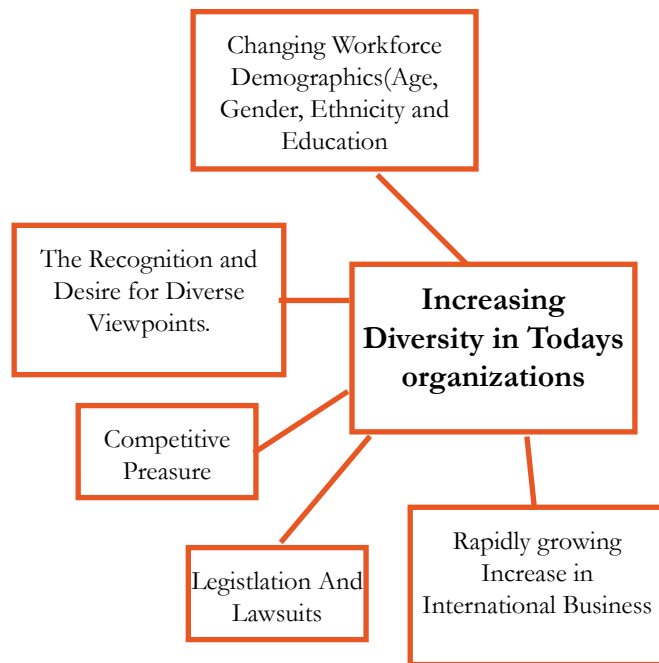 Changing Workforce
Demographics(Age,
Gender, Ethnicity and
Education
The Recognition and
Desire for Diverse
Viewpoints.
Increasing
Diversity in Todays
organizations
Competitive
Preasure
Legistlation And
Lawsuits
Rapidly growing
Increase in
International Business